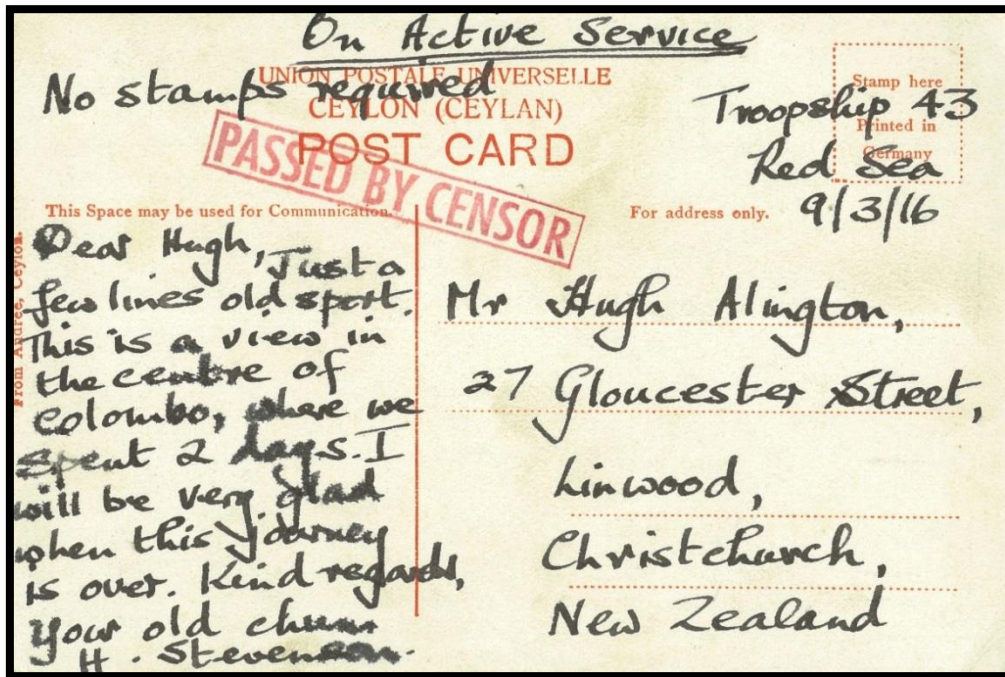 On Active Service
No stamps required
UNION POSTALE UNIVERSELLE
CEYLON (CEYLAN)
POST CARD
PASSED BY CENSOR
Stamp here
Printed in
Germany
Troopship 43
Red Sea
9/3/16
This Space may be used for Communication.
For address only.
From Andrée, Ceylon.
Dear Hugh, Just a
few lines old sport.
This is a view in
the centre of
Colombo, where we
spent 2 days. I
will be very glad
when this journey
is over. Kind regards,
your old chum
H. Stevenson.
Mr Hugh Alington,
27 Gloucester Street,
Linwood,
Christchurch,
New Zealand